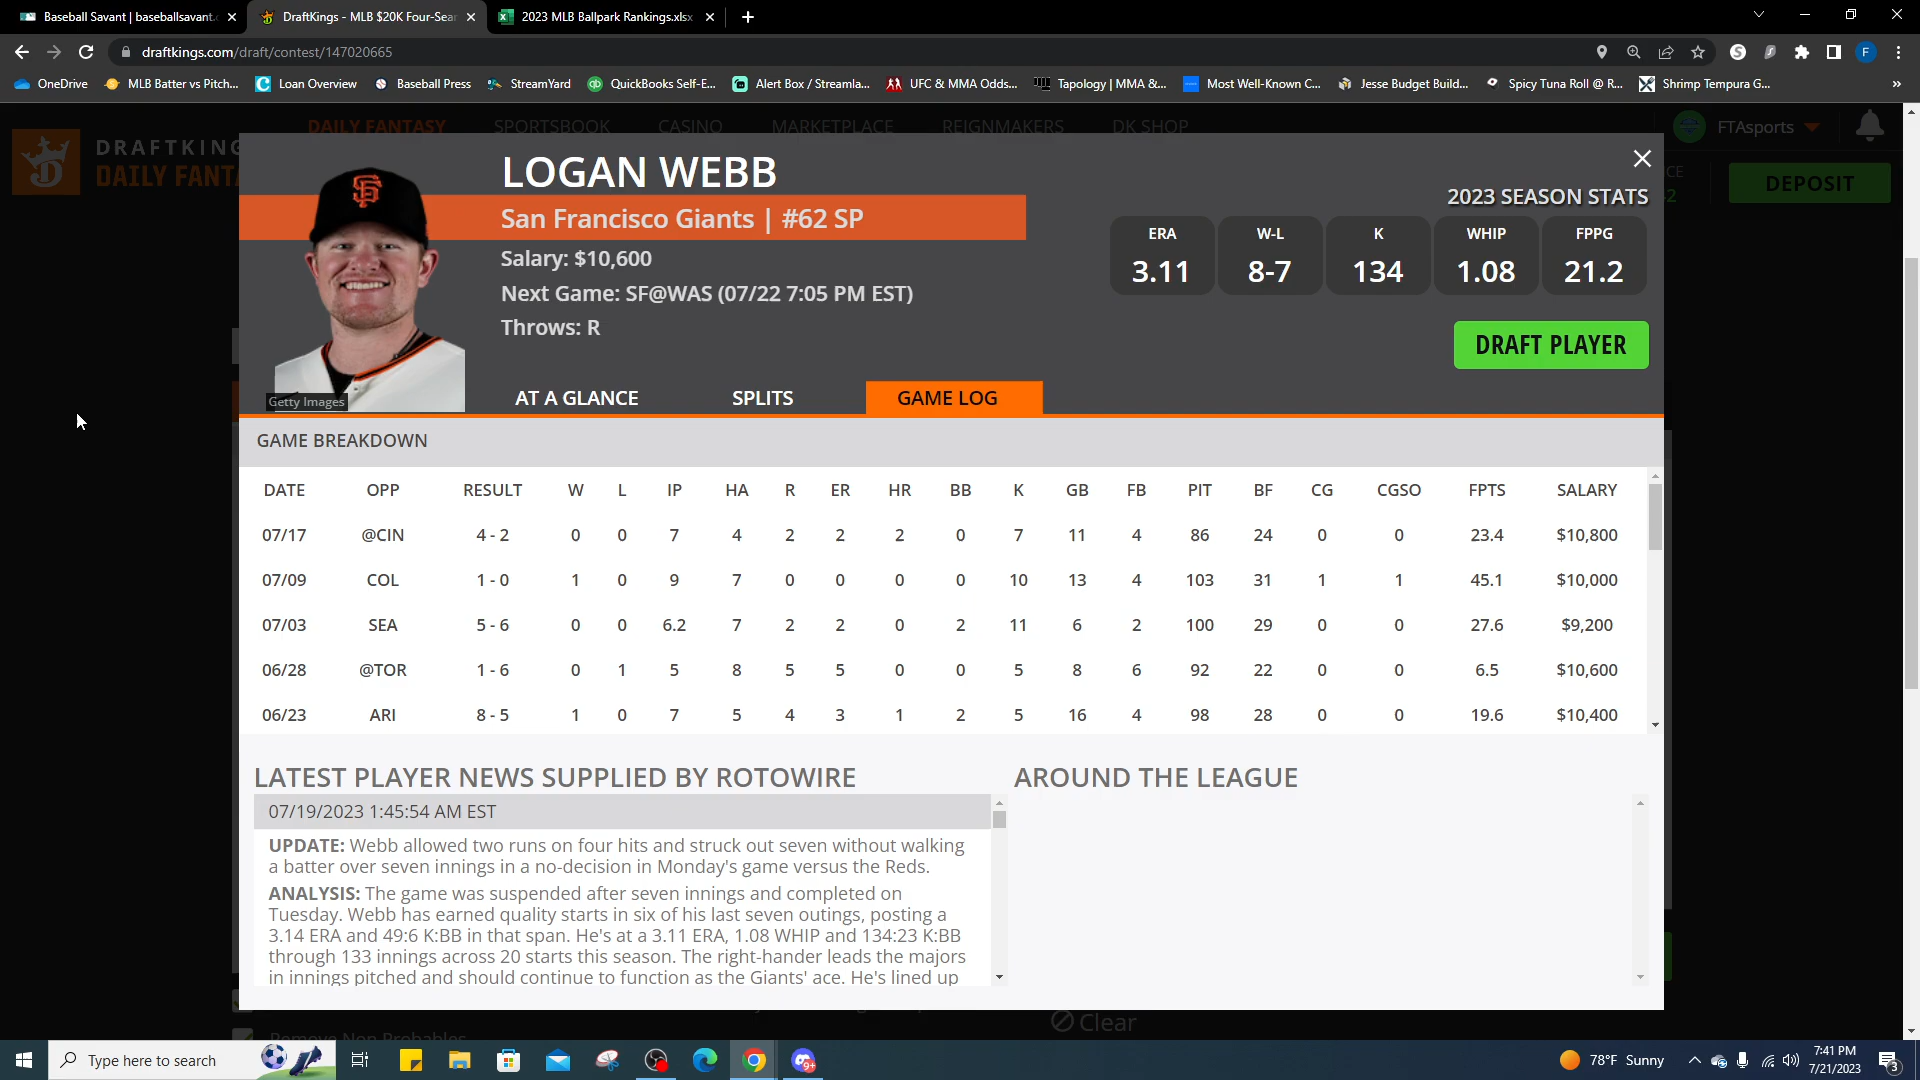 Baseball Savant | baseballsavant.
DraftKings - MLB $20K Four-Sear
2023 MLB Ballpark Rankings.xlsx
draftkings.com/draft/contest/147020665
F
OneDrive
MLB Batter vs Pitch...
Loan Overview
Baseball Press
StreamYard
QuickBooks Self-E...
Alert Box / Streamla...
UFC & MMA Odds...
Tapology | MMA &...
Most Well-Known C...
Jesse Budget Build...
Spicy Tuna Roll @ R...
Shrimp Tempura G...
»
DAILY FANTASY SPORTSBOOK CASINO MARKETPLACE REIGNMAKERS DK SHOP
FTAsports
DRAFTKING
DAILY FANTA
DEPOSIT
LOGAN WEBB
San Francisco Giants | #62 SP
Salary: $10,600
Next Game: SF@WAS (07/22 7:05 PM EST)
Throws: R
Getty Images
2023 SEASON STATS
ERA W-L K WHIP FPPG
3.11 8-7 134 1.08 21.2
DRAFT PLAYER
AT A GLANCE SPLITS GAME LOG
GAME BREAKDOWN
DATE OPP RESULT W L IP HA R ER HR BB K GB FB PIT BF CG CGSO FPTS SALARY
07/17 @CIN 4 - 2 0 0 7 4 2 2 2 0 7 11 4 86 24 0 0 23.4 $10,800
07/09 COL 1 - 0 1 0 9 7 0 0 0 0 10 13 4 103 31 1 1 45.1 $10,000
07/03 SEA 5 - 6 0 0 6.2 7 2 2 0 2 11 6 2 100 29 0 0 27.6 $9,200
06/28 @TOR 1 - 6 0 1 5 8 5 5 0 0 5 8 6 92 22 0 0 6.5 $10,600
06/23 ARI 8 - 5 1 0 7 5 4 3 1 2 5 16 4 98 28 0 0 19.6 $10,400
LATEST PLAYER NEWS SUPPLIED BY ROTOWIRE
07/19/2023 1:45:54 AM EST
UPDATE: Webb allowed two runs on four hits and struck out seven without walking
a batter over seven innings in a no-decision in Monday's game versus the Reds.
ANALYSIS: The game was suspended after seven innings and completed on
Tuesday. Webb has earned quality starts in six of his last seven outings, posting a
3.14 ERA and 49:6 K:BB in that span. He's at a 3.11 ERA, 1.08 WHIP and 134:23 K:BB
through 133 innings across 20 starts this season. The right-hander leads the majors
in innings pitched and should continue to function as the Giants' ace. He's lined up
AROUND THE LEAGUE
Clear
Remove Non Probables
Type here to search
9+
78°F Sunny
7:41 PM
7/21/2023
3